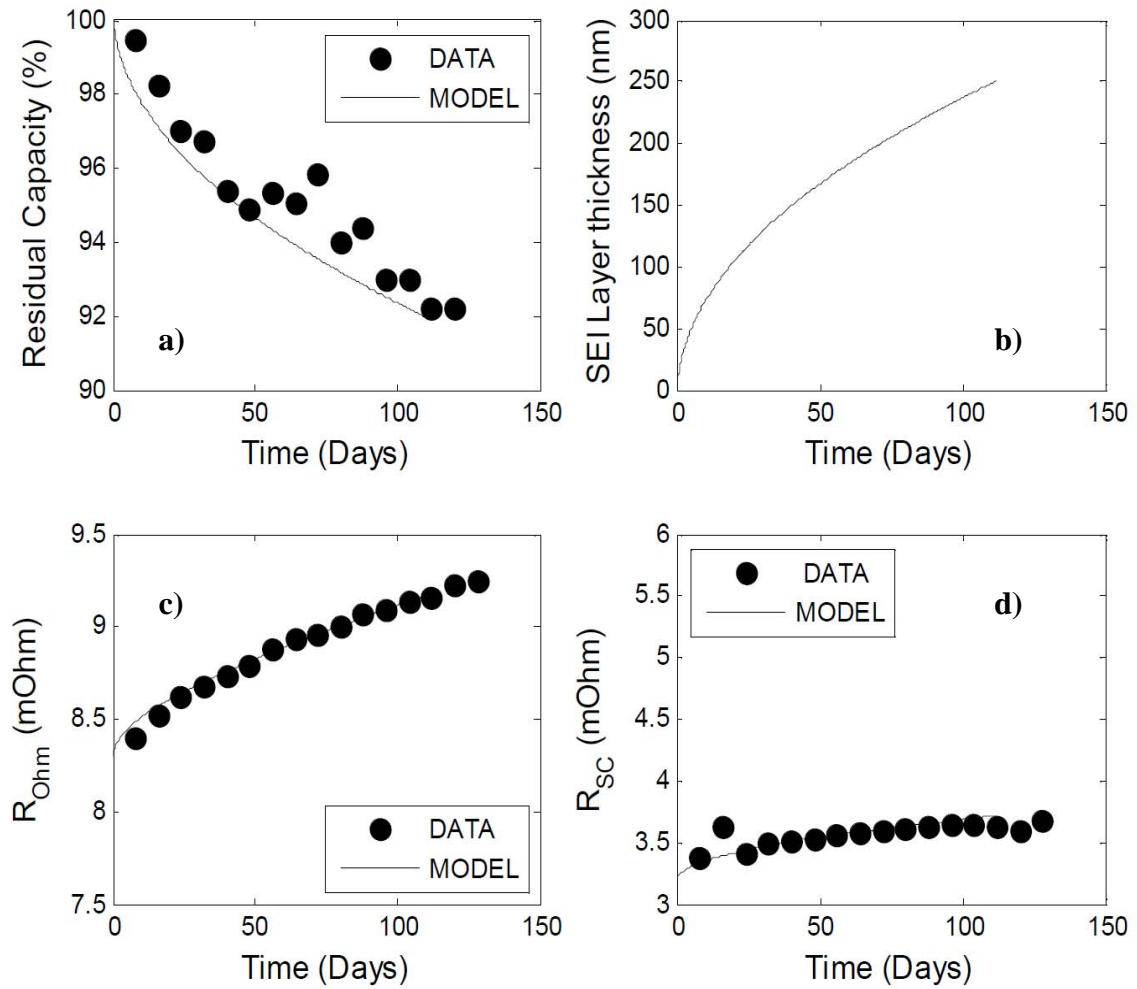 100
98
96
94
92
90
Residual Capacity (%)
DATA
MODEL
a)
0 50 100 150
Time (Days)
300
250
200
150
100
50
0
SEI Layer thickness (nm)
b)
0 50 100 150
Time (Days)
9.5
9
8.5
8
7.5
R_Ohm (mOhm)
c)
DATA
MODEL
0 50 100 150
Time (Days)
6
5.5
5
4.5
4
3.5
3
R_SC (mOhm)
DATA
MODEL
d)
0 50 100 150
Time (Days)